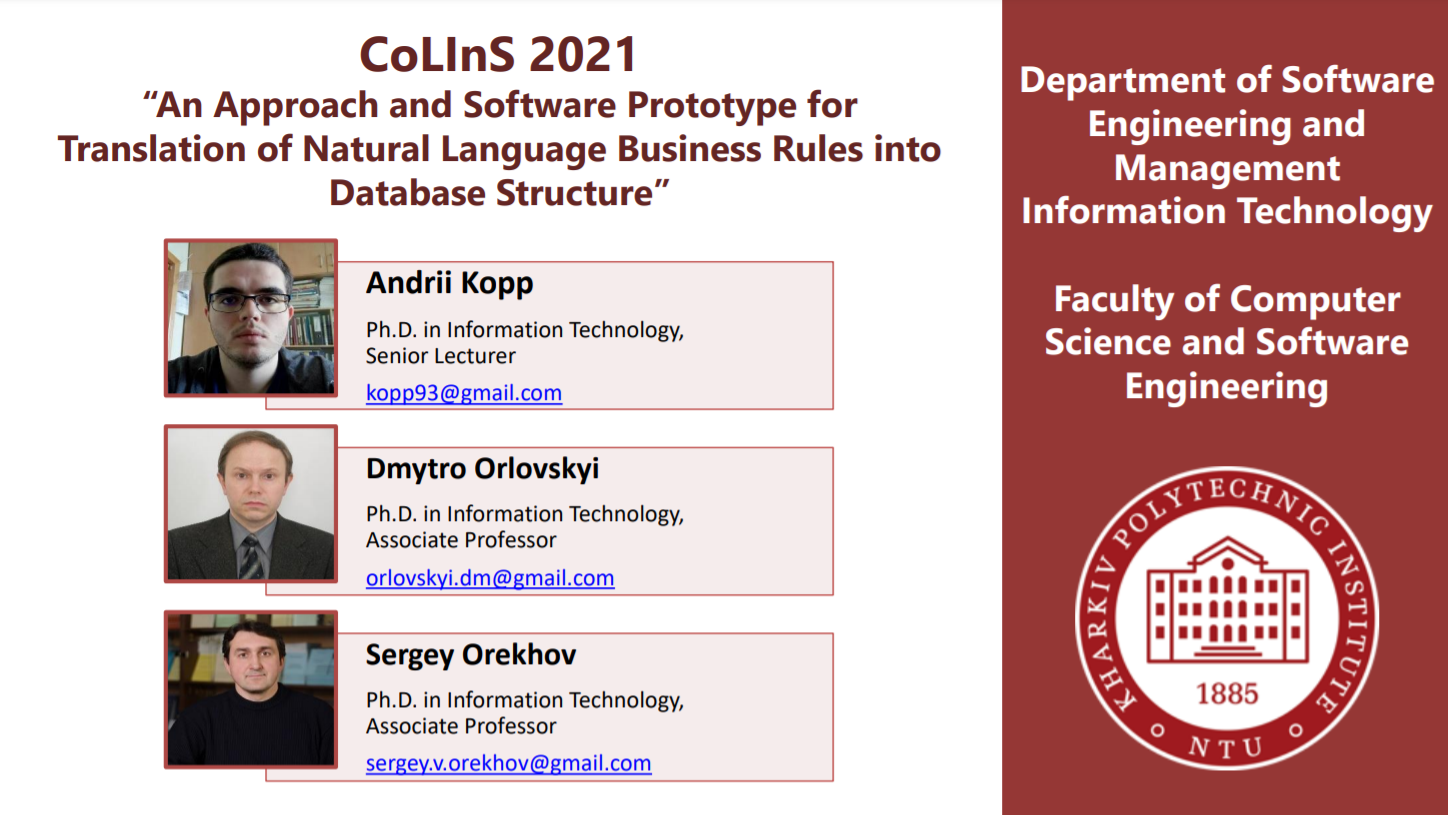 CoLInS 2021
“An Approach and Software Prototype for
Translation of Natural Language Business Rules into
Database Structure”
Andrii Kopp
Ph.D. in Information Technology,
Senior Lecturer
kopp93@gmail.com
Dmytro Orlovskyi
Ph.D. in Information Technology,
Associate Professor
orlovskyi.dm@gmail.com
Sergey Orekhov
Ph.D. in Information Technology,
Associate Professor
sergey.v.orekhov@gmail.com
Department of Software
Engineering and
Management
Information Technology
Faculty of Computer
Science and Software
Engineering
KHARKIV POLYTECHNIC INSTITUTE
1885
NTU